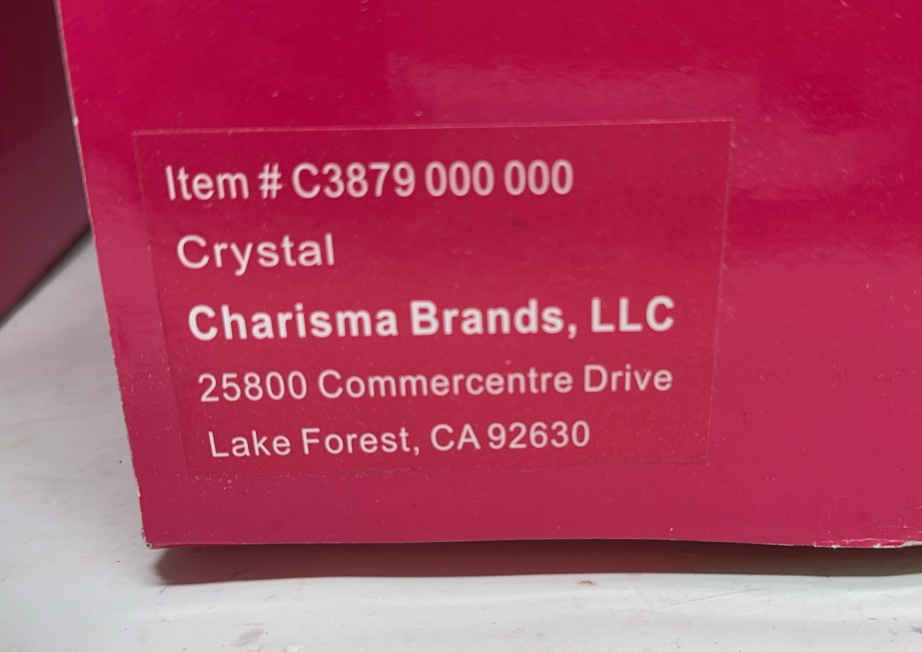 Item # C3879 000 000
Crystal
Charisma Brands, LLC
25800 Commercentre Drive
Lake Forest, CA 92630